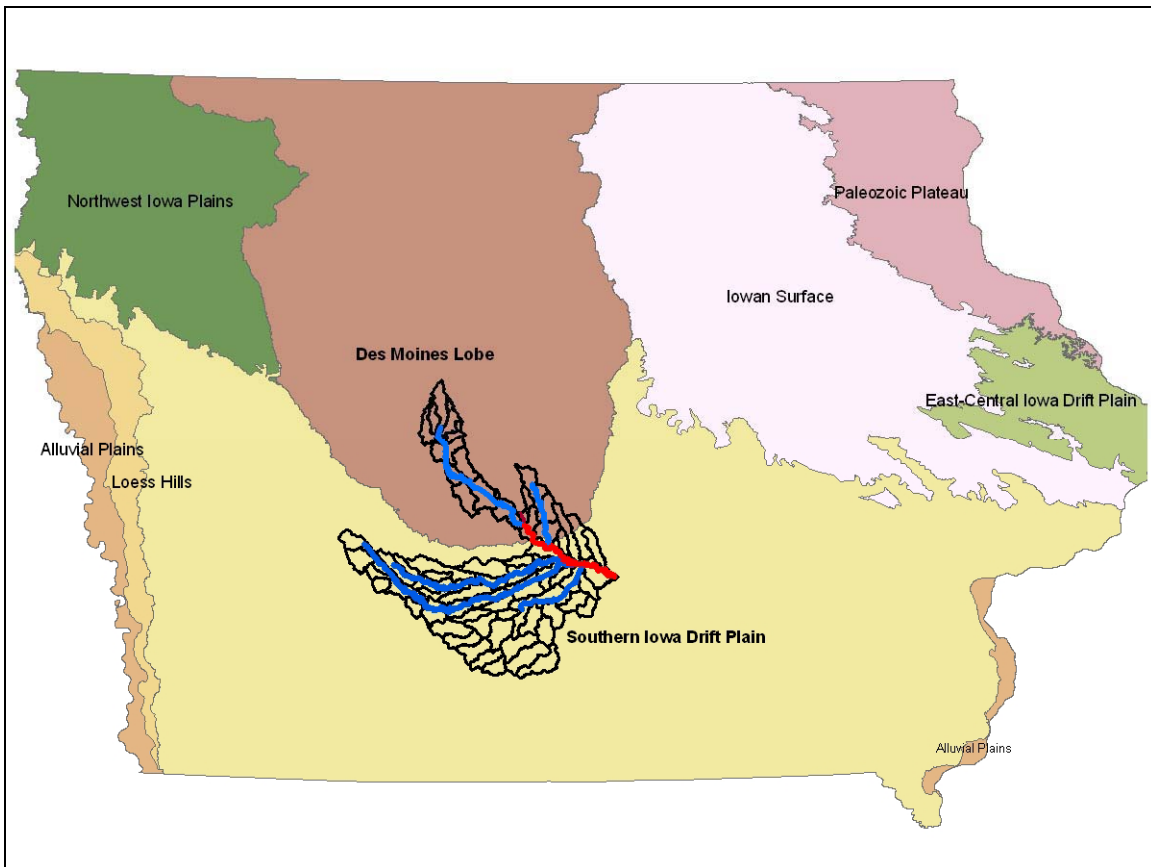 Northwest Iowa Plains
Paleozoic Plateau
Iowan Surface
Des Moines Lobe
East-Central Iowa Drift Plain
Alluvial Plains
Loess Hills
Southern Iowa Drift Plain
Alluvial Plains